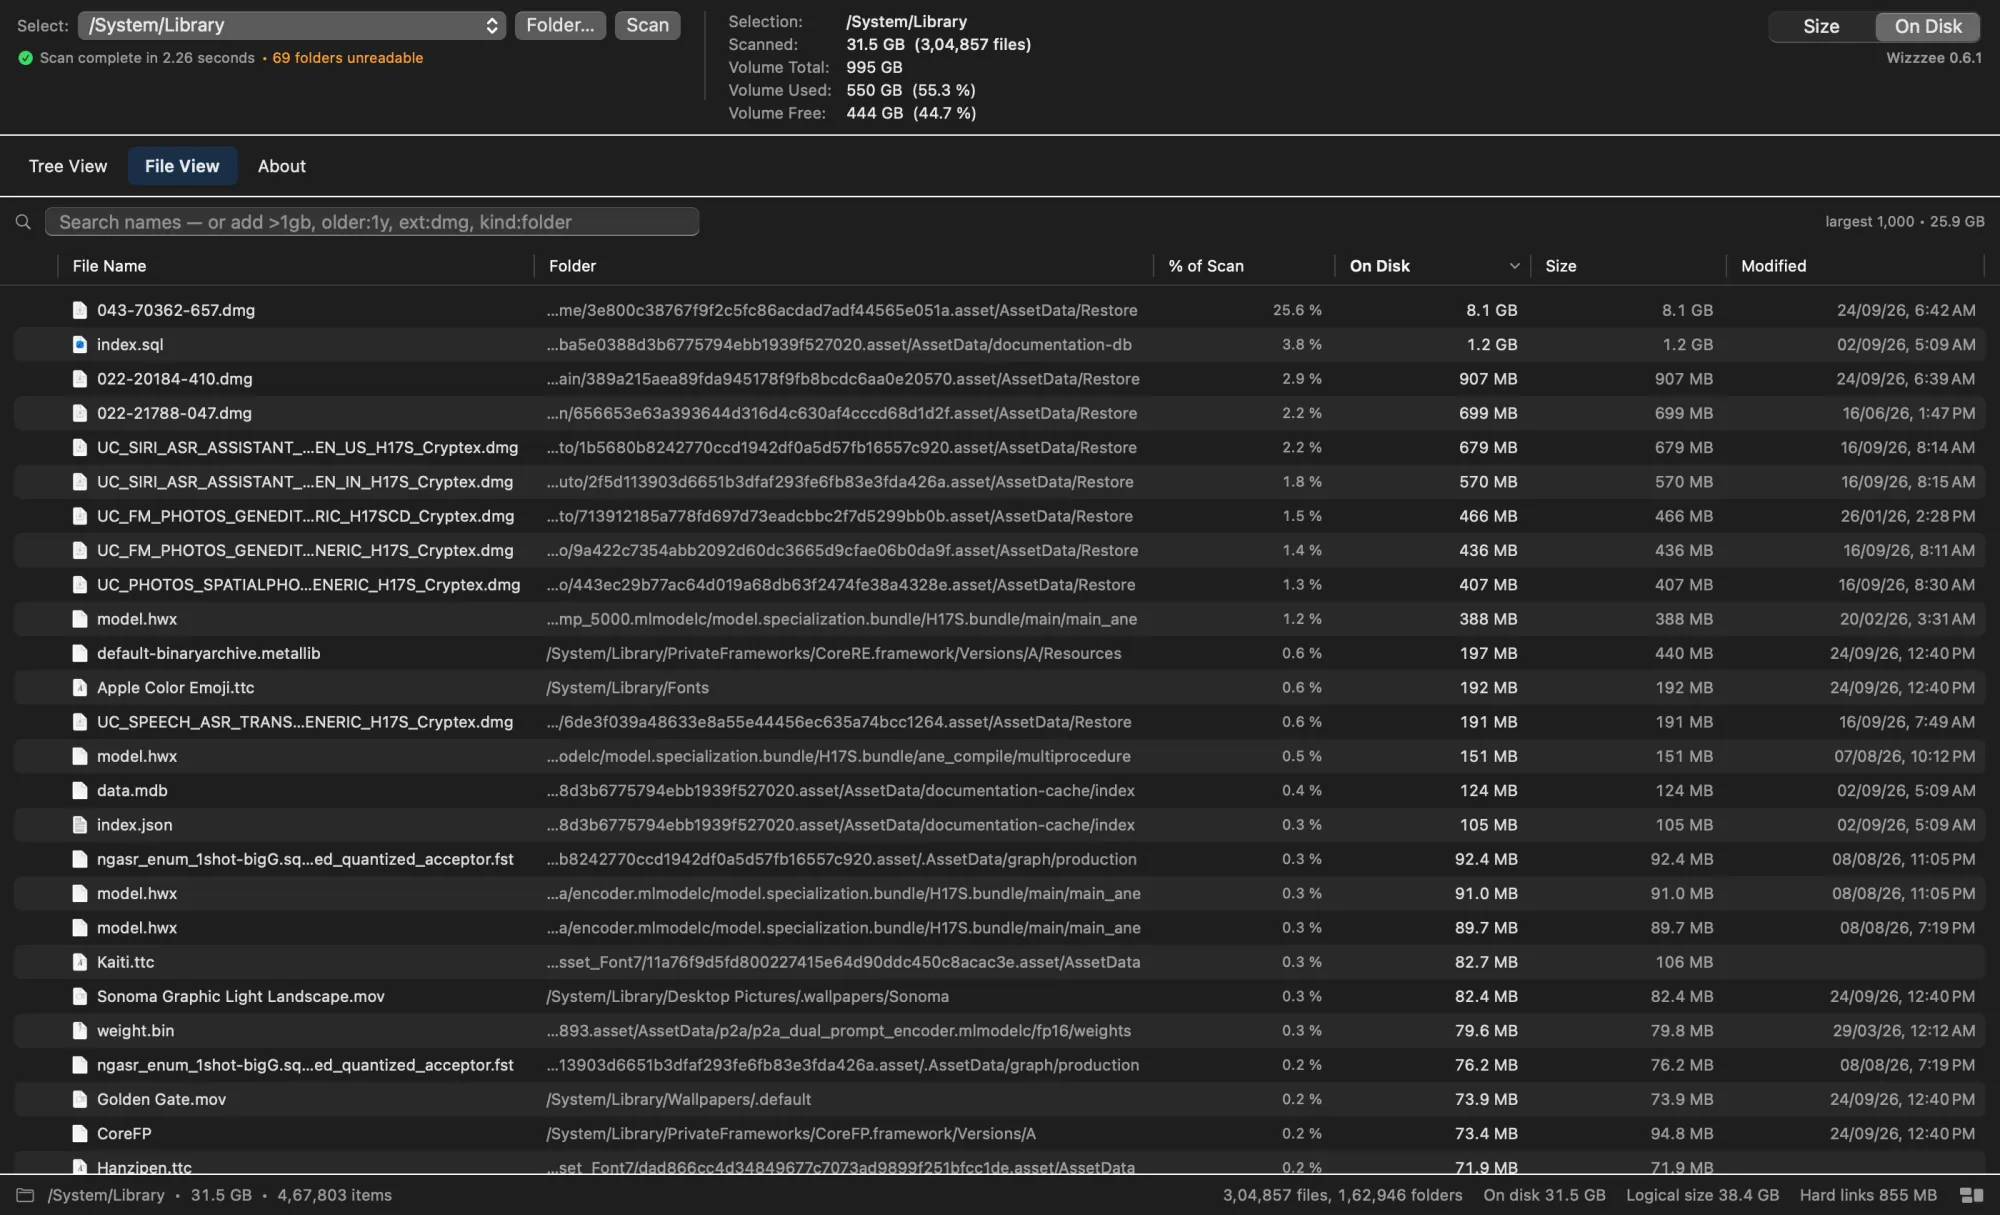 Select: /System/Library Folder... Scan
Scan complete in 2.26 seconds • 69 folders unreadable
Selection: /System/Library
Scanned: 31.5 GB (3,04,857 files)
Volume Total: 995 GB
Volume Used: 550 GB (55.3 %)
Volume Free: 444 GB (44.7 %)
Size On Disk
Wizzzee 0.6.1
Tree View File View About
Search names — or add >1gb, older:1y, ext:dmg, kind:folder
largest 1,000 • 25.9 GB
File Name Folder % of Scan On Disk Size Modified
043-70362-657.dmg ...me/3e800c38767f9f2c5fc86acdad7adf44565e051a.asset/AssetData/Restore 25.6 % 8.1 GB 8.1 GB 24/09/26, 6:42 AM
index.sql ...ba5e0388d3b6775794ebb1939f527020.asset/AssetData/documentation-db 3.8 % 1.2 GB 1.2 GB 02/09/26, 5:09 AM
022-20184-410.dmg ...ain/389a215aea89fda945178f9fb8bcdc6aa0e20570.asset/AssetData/Restore 2.9 % 907 MB 907 MB 24/09/26, 6:39 AM
022-21788-047.dmg ...n/656653e63a393644d316d4c630af4cccd68d1d2f.asset/AssetData/Restore 2.2 % 699 MB 699 MB 16/06/26, 1:47 PM
UC_SIRI_ASR_ASSISTANT_...EN_US_H17S_Cryptex.dmg ...to/1b5680b8242770ccd1942df0a5d57fb16557c920.asset/AssetData/Restore 2.2 % 679 MB 679 MB 16/09/26, 8:14 AM
UC_SIRI_ASR_ASSISTANT_...EN_IN_H17S_Cryptex.dmg ...uto/2f5d113903d6651b3dfaf293fe6fb83e3fda426a.asset/AssetData/Restore 1.8 % 570 MB 570 MB 16/09/26, 8:15 AM
UC_FM_PHOTOS_GENEDIT...RIC_H17SCD_Cryptex.dmg ...to/713912185a778fd697d73eadcbbc2f7d5299bb0b.asset/AssetData/Restore 1.5 % 466 MB 466 MB 26/01/26, 2:28 PM
UC_FM_PHOTOS_GENEDIT...NERIC_H17S_Cryptex.dmg ...o/9a422c7354abb2092d60dc3665d9cfae06b0da9f.asset/AssetData/Restore 1.4 % 436 MB 436 MB 16/09/26, 8:11 AM
UC_PHOTOS_SPATIALPHO...ENERIC_H17S_Cryptex.dmg ...o/443ec29b77ac64d019a68db63f2474fe38a4328e.asset/AssetData/Restore 1.3 % 407 MB 407 MB 16/09/26, 8:30 AM
model.hwx ...mp_5000.mlmodelc/model.specialization.bundle/H17S.bundle/main/main_ane 1.2 % 388 MB 388 MB 20/02/26, 3:31 AM
default-binaryarchive.metallib /System/Library/PrivateFrameworks/CoreRE.framework/Versions/A/Resources 0.6 % 197 MB 440 MB 24/09/26, 12:40 PM
Apple Color Emoji.ttc /System/Library/Fonts 0.6 % 192 MB 192 MB 24/09/26, 12:40 PM
UC_SPEECH_ASR_TRANS...ENERIC_H17S_Cryptex.dmg .../6de3f039a48633e8a55e44456ec635a74bcc1264.asset/AssetData/Restore 0.6 % 191 MB 191 MB 16/09/26, 7:49 AM
model.hwx ...odelc/model.specialization.bundle/H17S.bundle/ane_compile/multiprocedure 0.5 % 151 MB 151 MB 07/08/26, 10:12 PM
data.mdb ...8d3b6775794ebb1939f527020.asset/AssetData/documentation-cache/index 0.4 % 124 MB 124 MB 02/09/26, 5:09 AM
index.json ...8d3b6775794ebb1939f527020.asset/AssetData/documentation-cache/index 0.3 % 105 MB 105 MB 02/09/26, 5:09 AM
ngasr_enum_1shot-bigG.sq...ed_quantized_acceptor.fst ...b8242770ccd1942df0a5d57fb16557c920.asset/.AssetData/graph/production 0.3 % 92.4 MB 92.4 MB 08/08/26, 11:05 PM
model.hwx ...a/encoder.mlmodelc/model.specialization.bundle/H17S.bundle/main/main_ane 0.3 % 91.0 MB 91.0 MB 08/08/26, 11:05 PM
model.hwx ...a/encoder.mlmodelc/model.specialization.bundle/H17S.bundle/main/main_ane 0.3 % 89.7 MB 89.7 MB 08/08/26, 7:19 PM
Kaiti.ttc ...sset_Font7/11a76f9d5fd800227415e64d90ddc450c8acac3e.asset/AssetData 0.3 % 82.7 MB 106 MB
Sonoma Graphic Light Landscape.mov /System/Library/Desktop Pictures/.wallpapers/Sonoma 0.3 % 82.4 MB 82.4 MB 24/09/26, 12:40 PM
weight.bin ...893.asset/AssetData/p2a/p2a_dual_prompt_encoder.mlmodelc/fp16/weights 0.3 % 79.6 MB 79.8 MB 29/03/26, 12:12 AM
ngasr_enum_1shot-bigG.sq...ed_quantized_acceptor.fst ...13903d6651b3dfaf293fe6fb83e3fda426a.asset/.AssetData/graph/production 0.2 % 76.2 MB 76.2 MB 08/08/26, 7:19 PM
Golden Gate.mov /System/Library/Wallpapers/.default 0.2 % 73.9 MB 73.9 MB 24/09/26, 12:40 PM
CoreFP /System/Library/PrivateFrameworks/CoreFP.framework/Versions/A 0.2 % 73.4 MB 94.8 MB 24/09/26, 12:40 PM
Hanzipen.ttc ...set_Font7/dad866cc4d34849677c7073ad9899f251bfcc1de.asset/AssetData 0.2 % 71.9 MB 71.9 MB
/System/Library • 31.5 GB • 4,67,803 items 3,04,857 files, 1,62,946 folders On disk 31.5 GB Logical size 38.4 GB Hard links 855 MB